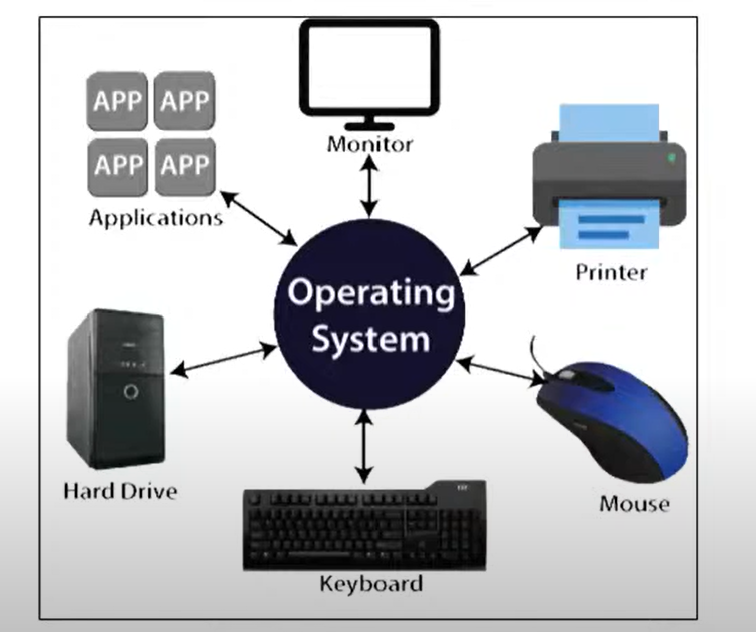 Monitor
APP APP
APP APP
Applications
Printer
Operating
System
Hard Drive
Mouse
Keyboard